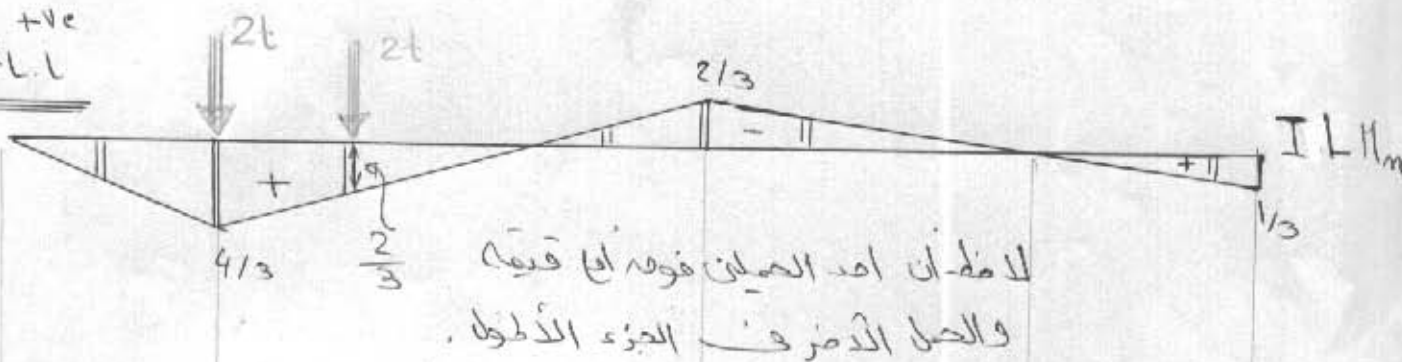 +ve
L.L
2t
2t
2/3
-
+
+
I L M
4/3
2/3
1/3
لاحظ أن احد الحملين فوق أكبر قيمة
والحمل الآخر في الجزء الأطول.